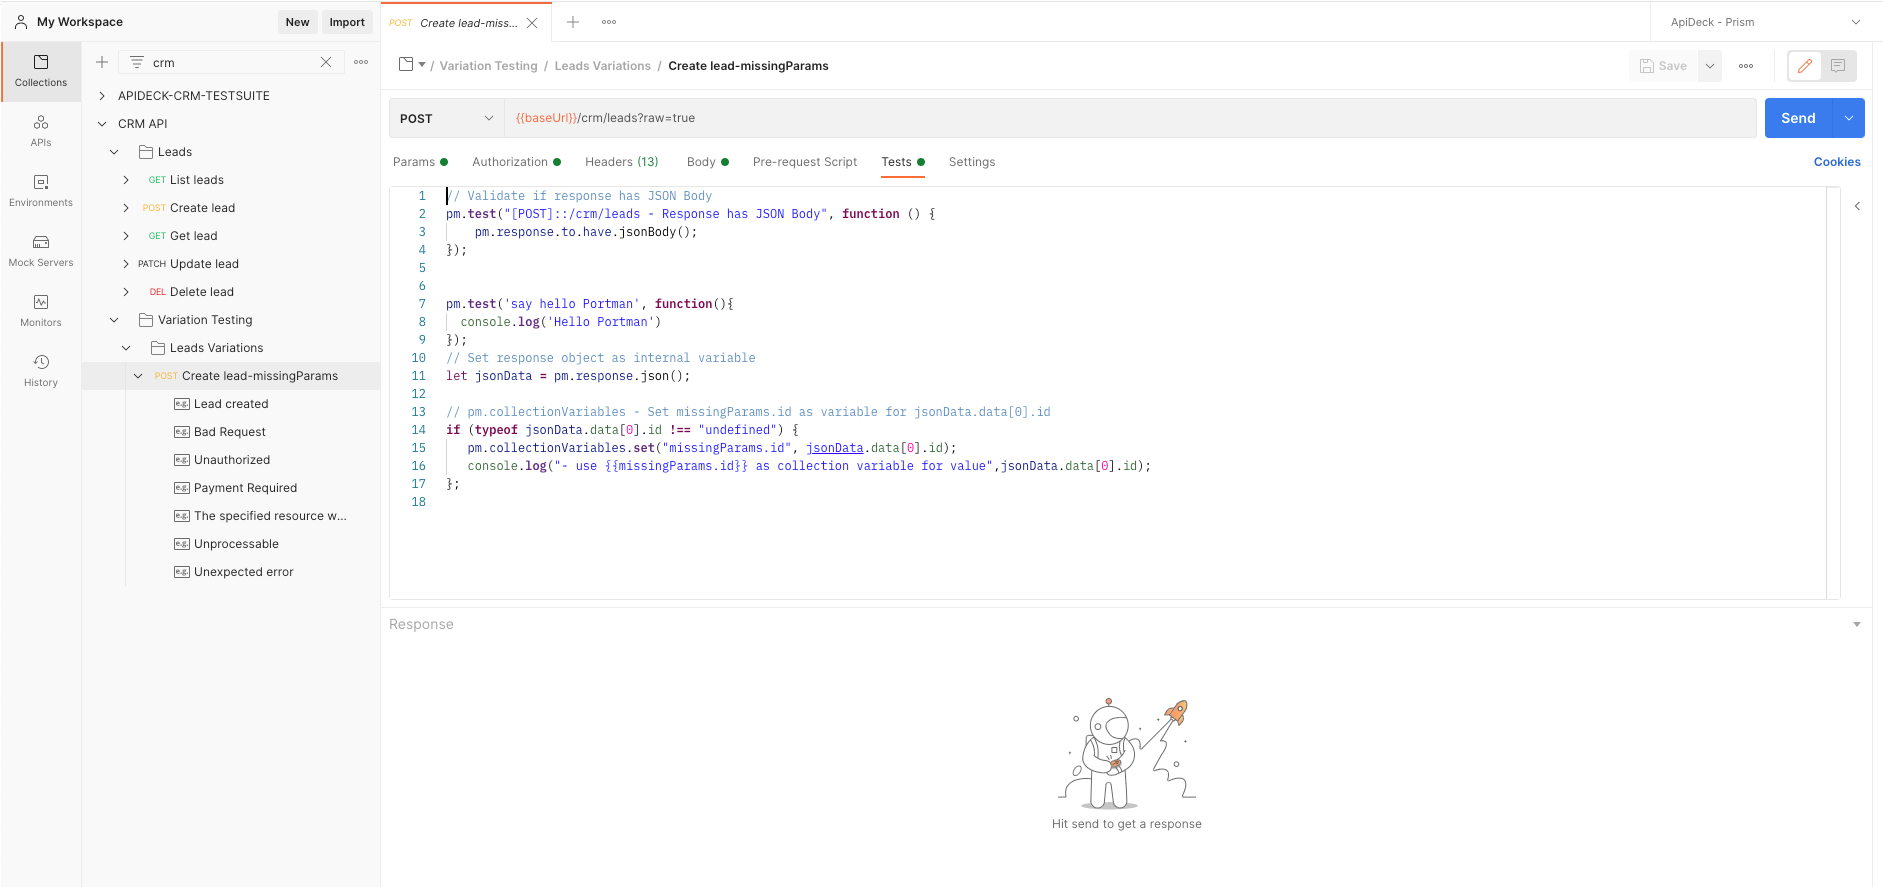 My Workspace
New
Import
POST Create lead-miss...
ApiDeck - Prism
Collections
APIs
Environments
Mock Servers
Monitors
History
crm
APIDECK-CRM-TESTSUITE
CRM API
Leads
GET List leads
POST Create lead
GET Get lead
PATCH Update lead
DEL Delete lead
Variation Testing
Leads Variations
POST Create lead-missingParams
e.g. Lead created
e.g. Bad Request
e.g. Unauthorized
e.g. Payment Required
e.g. The specified resource w...
e.g. Unprocessable
e.g. Unexpected error
/ Variation Testing / Leads Variations / Create lead-missingParams
Save
POST
{{baseUrl}}/crm/leads?raw=true
Send
Params
Authorization
Headers (13)
Body
Pre-request Script
Tests
Settings
Cookies
1 // Validate if response has JSON Body
2 pm.test("[POST]::/crm/leads - Response has JSON Body", function () {
3 pm.response.to.have.jsonBody();
4 });
5
6
7 pm.test('say hello Portman', function(){
8 console.log('Hello Portman')
9 });
10 // Set response object as internal variable
11 let jsonData = pm.response.json();
12
13 // pm.collectionVariables - Set missingParams.id as variable for jsonData.data[0].id
14 if (typeof jsonData.data[0].id !== "undefined") {
15 pm.collectionVariables.set("missingParams.id", jsonData.data[0].id);
16 console.log("- use {{missingParams.id}} as collection variable for value",jsonData.data[0].id);
17 };
18
Response
Hit send to get a response